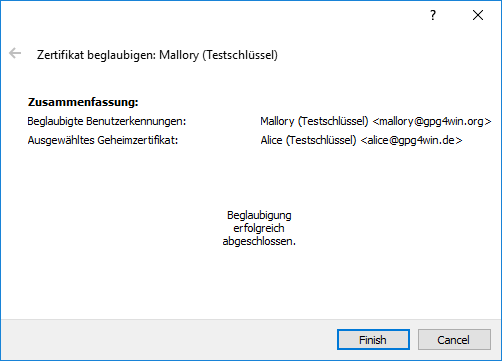 ?
Zertifikat beglaubigen: Mallory (Testschlüssel)
Zusammenfassung:
Beglaubigte Benutzerkennungen: Mallory (Testschlüssel) <mallory@gpg4win.org>
Ausgewähltes Geheimzertifikat: Alice (Testschlüssel) <alice@gpg4win.de>
Beglaubigung
erfolgreich
abgeschlossen.
Finish Cancel